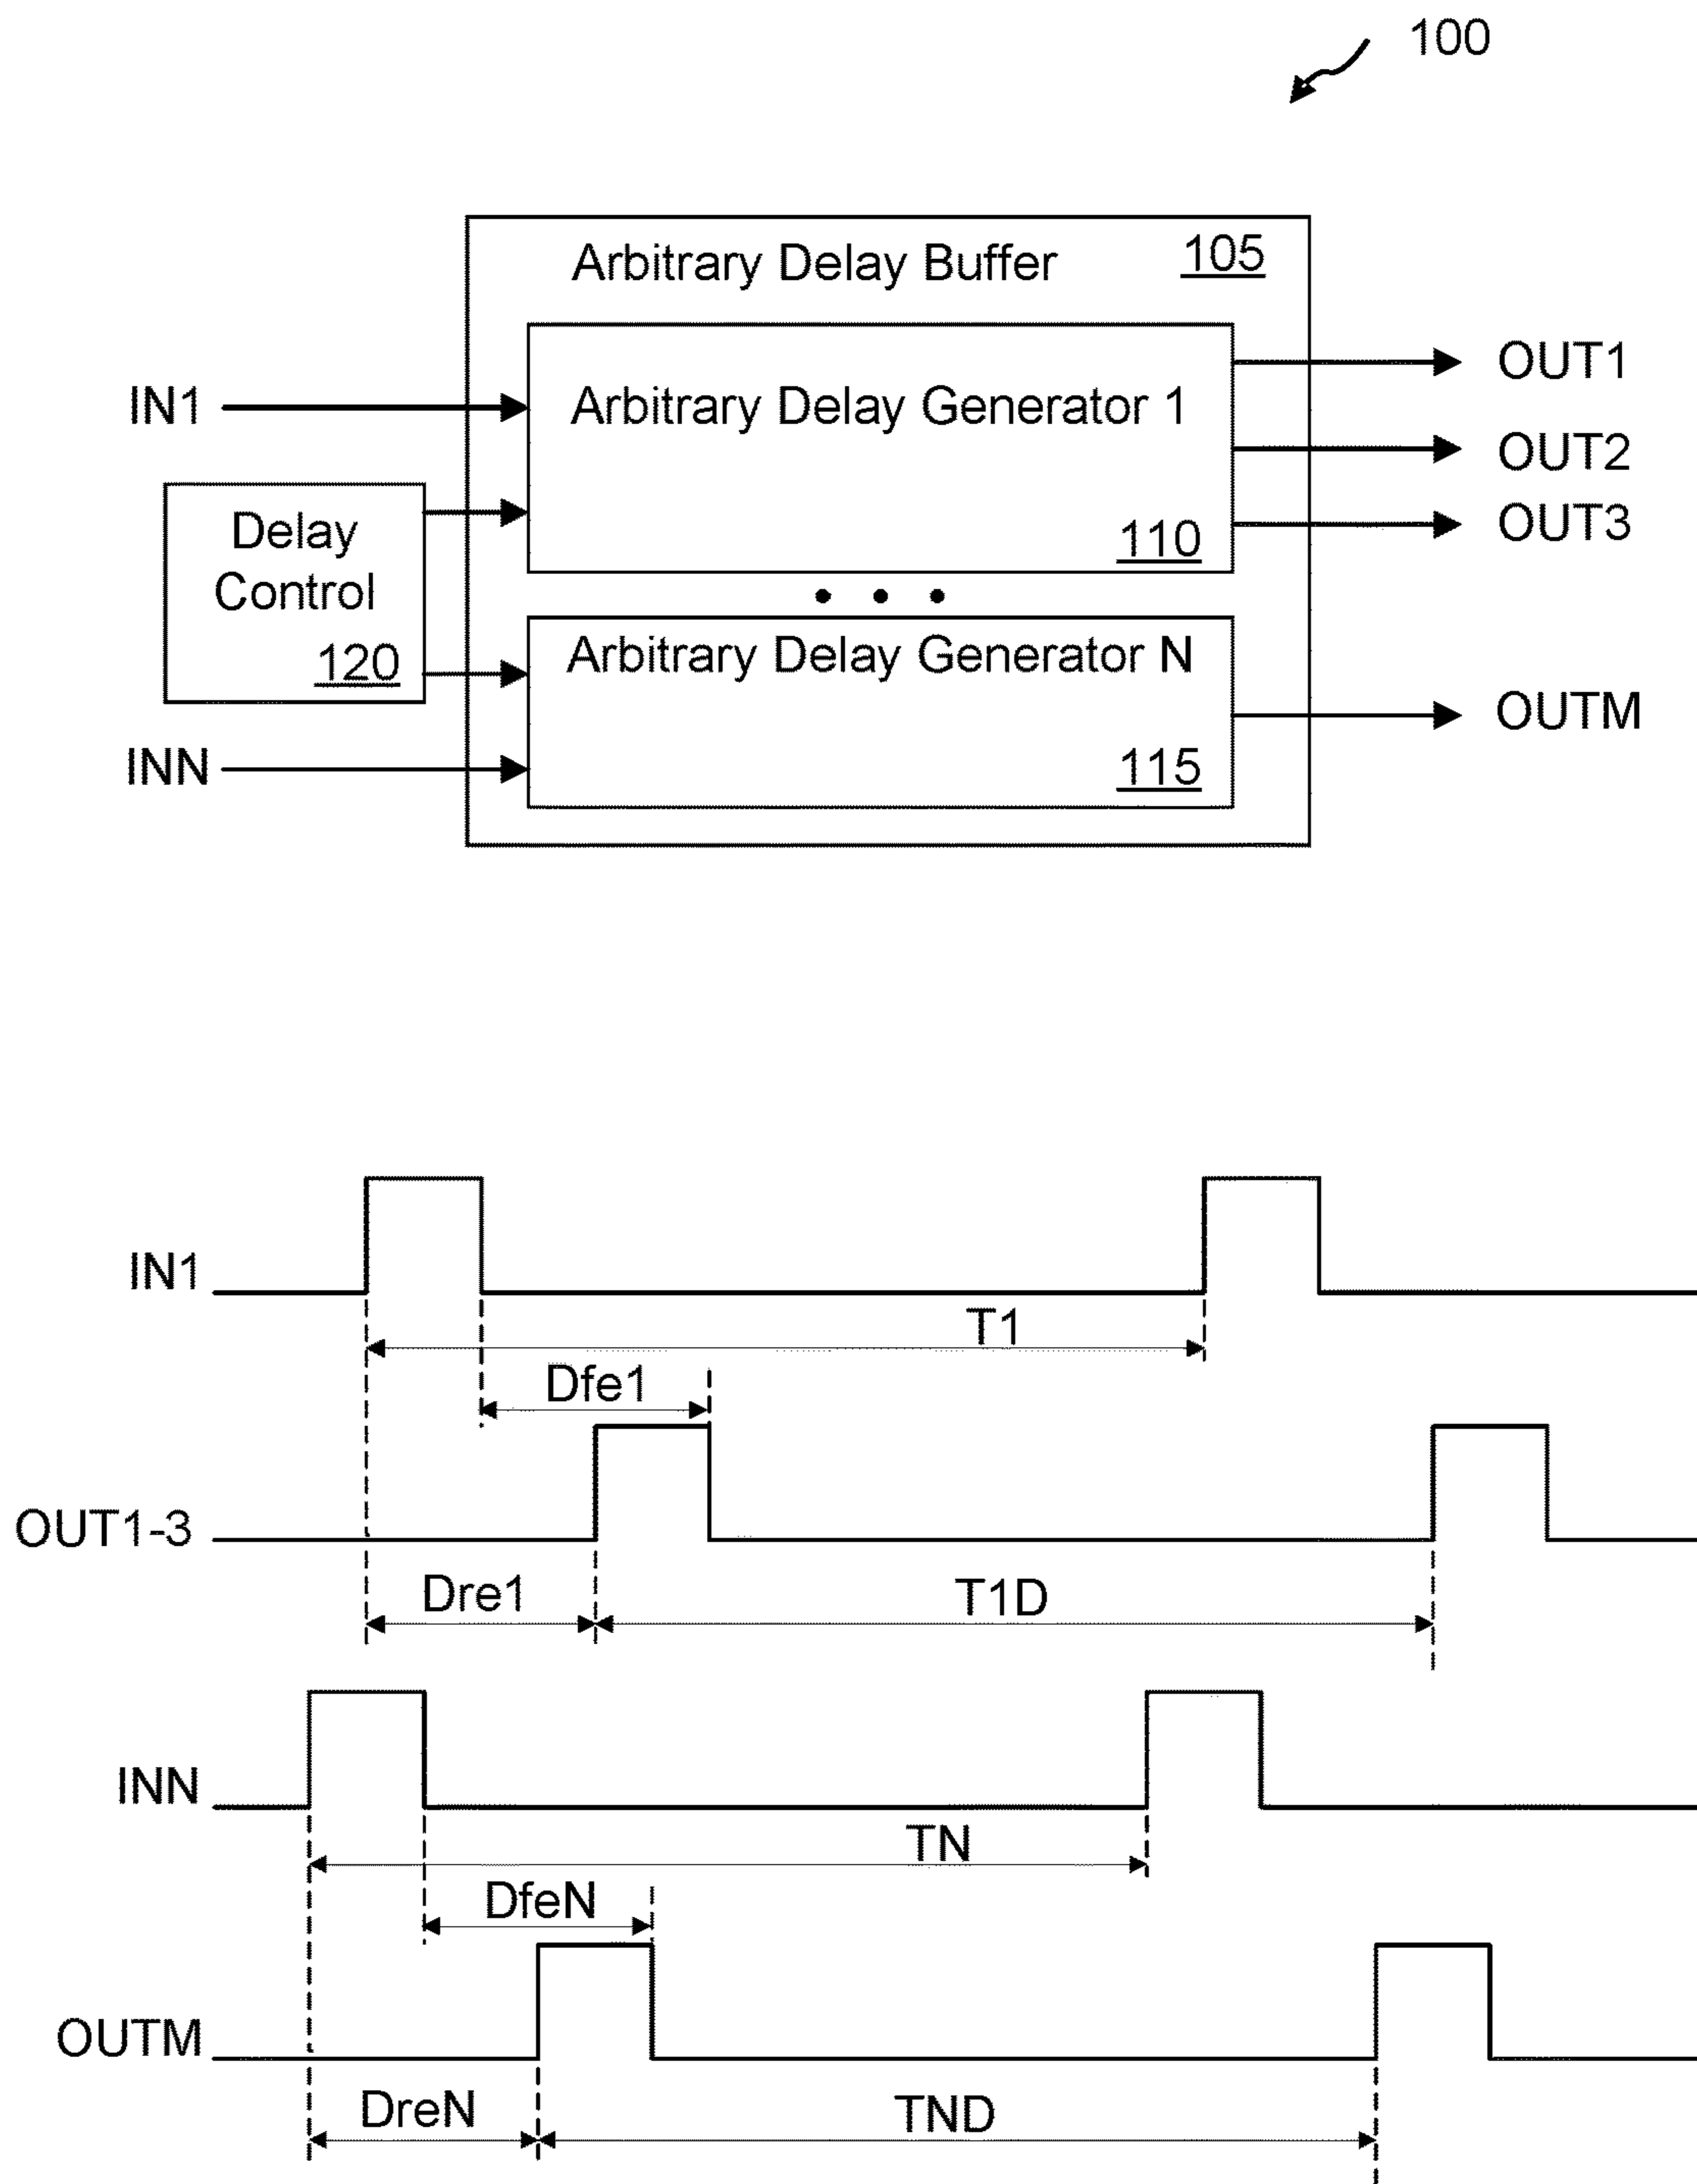 100
Arbitrary Delay Buffer 105
IN1
Arbitrary Delay Generator 1
110
OUT1
OUT2
OUT3
Delay
Control
120
Arbitrary Delay Generator N
115
INN
OUTM
IN1
T1
Dfe1
OUT1-3
Dre1
T1D
INN
TN
DfeN
OUTM
DreN
TND